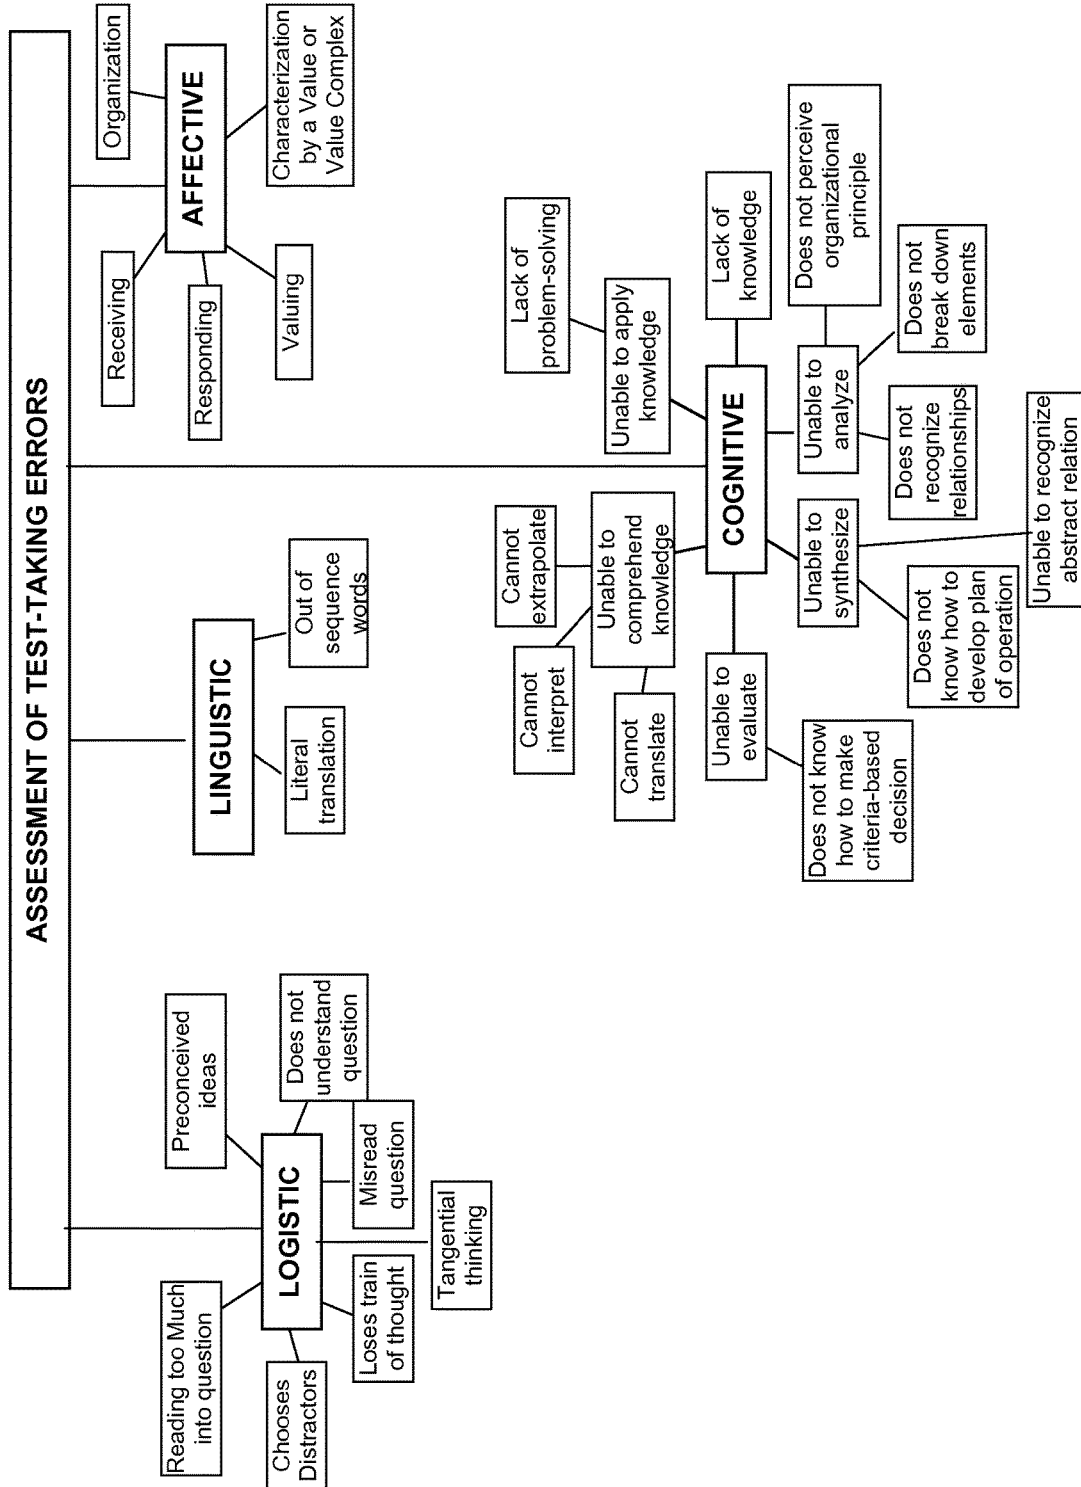 ASSESSMENT OF TEST-TAKING ERRORS
LOGISTIC
Reading too Much
into question
Preconceived
ideas
Chooses
Distractors
Loses train
of thought
Tangential
thinking
Misread
question
Does not
understand
question
LINGUISTIC
Literal
translation
Out of
sequence
words
COGNITIVE
Cannot
interpret
Cannot
extrapolate
Cannot
translate
Unable to
comprehend
knowledge
Unable to apply
knowledge
Lack of
problem-solving
Lack of
knowledge
Unable to
evaluate
Does not know
how to make
criteria-based
decision
Unable to
synthesize
Does not
know how to
develop plan
of operation
Unable to recognize
abstract relation
Unable to
analyze
Does not
recognize
relationships
Does not
break down
elements
Does not perceive
organizational
principle
AFFECTIVE
Receiving
Organization
Responding
Valuing
Characterization
by a Value or
Value Complex